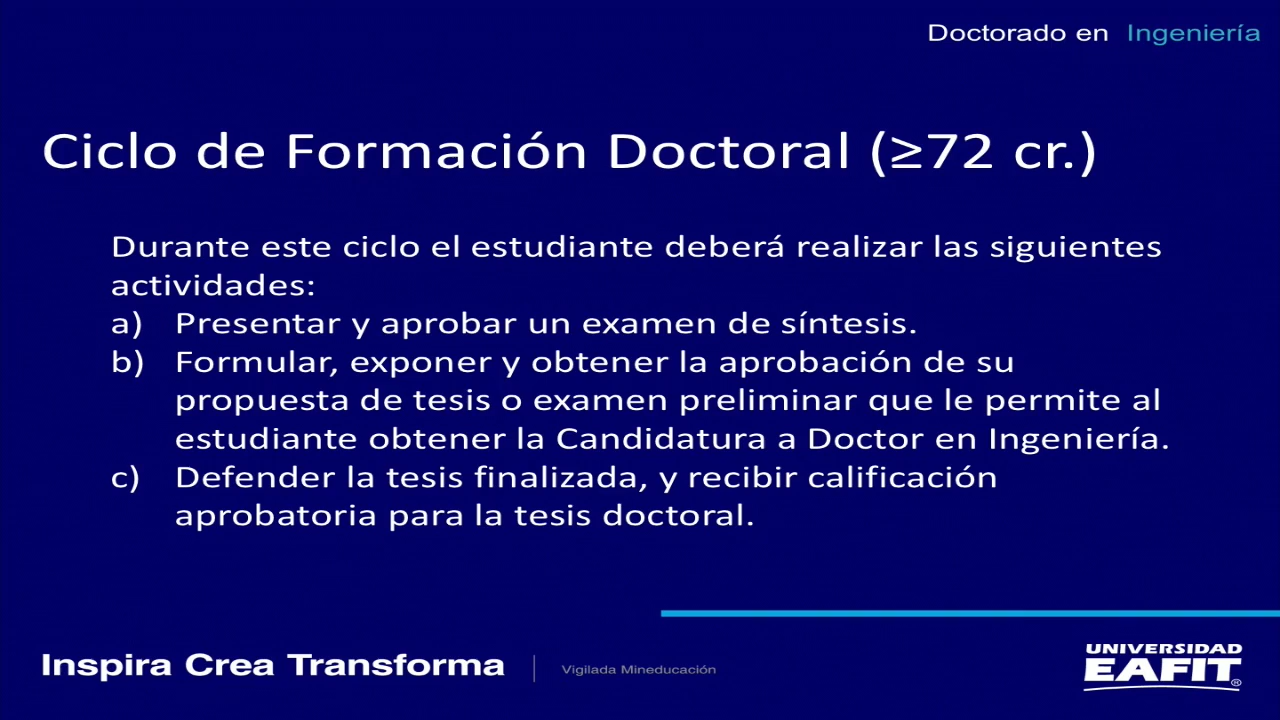 Doctorado en Ingeniería
Ciclo de Formación Doctoral (≥72 cr.)
Durante este ciclo el estudiante deberá realizar las siguientes
actividades:
a) Presentar y aprobar un examen de síntesis.
b) Formular, exponer y obtener la aprobación de su
propuesta de tesis o examen preliminar que le permite al
estudiante obtener la Candidatura a Doctor en Ingeniería.
c) Defender la tesis finalizada, y recibir calificación
aprobatoria para la tesis doctoral.
Inspira Crea Transforma
Vigilada Mineducación
UNIVERSIDAD
EAFIT®